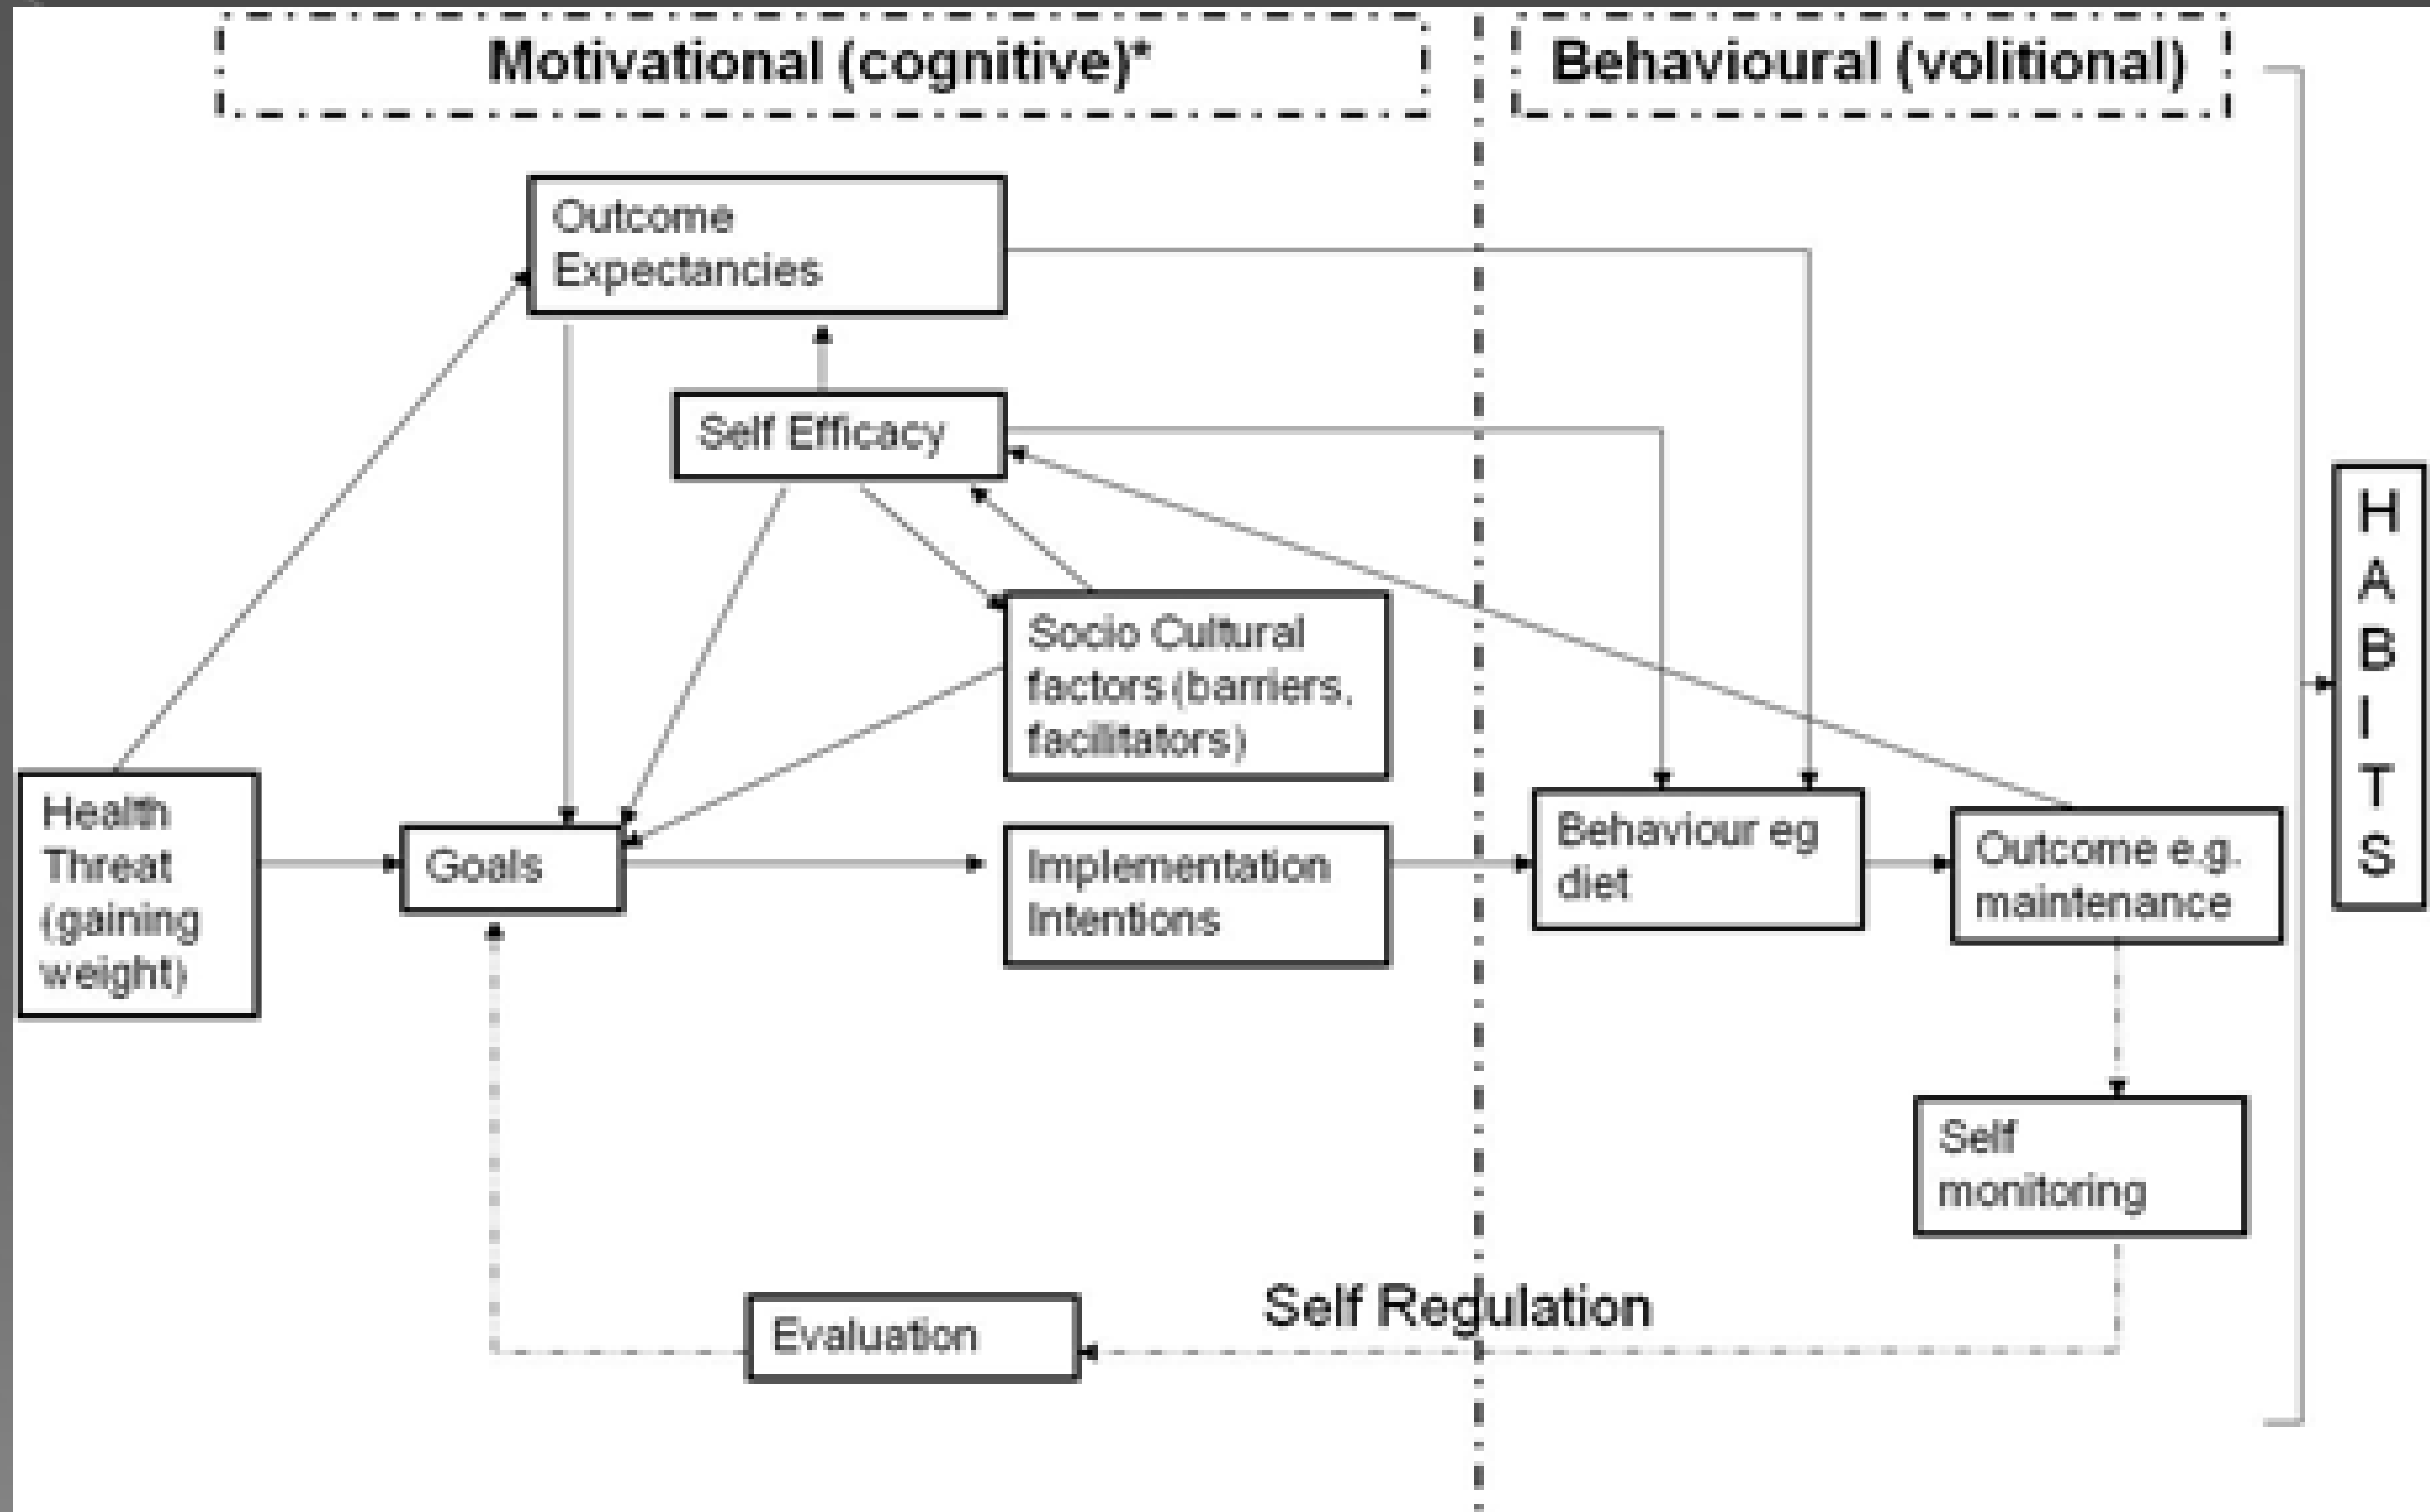 Motivational (cognitive)*
Behavioural (volitional)
Outcome
Expectancies
Self Efficacy
Socio Cultural
factors (barriers,
facilitators)
Health
Threat
(gaining
weight)
Goals
Implementation
Intentions
Behaviour eg
diet
Outcome e.g.
maintenance
H
A
B
I
T
S
Self
monitoring
Self Regulation
Evaluation